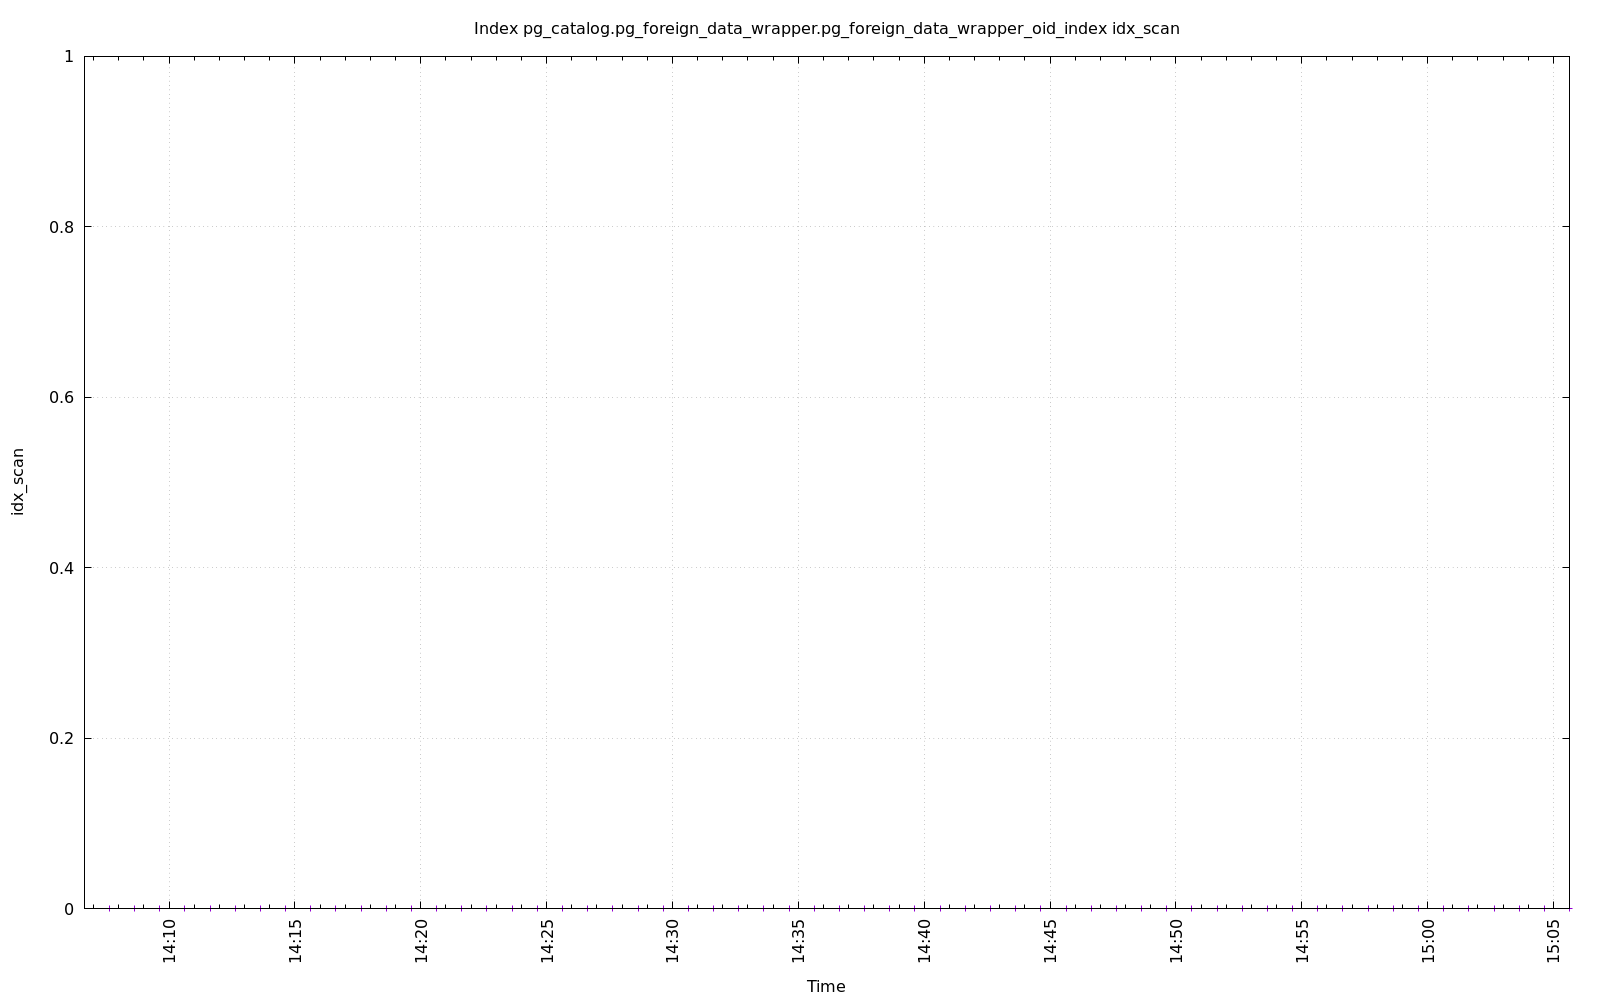 Index pg_catalog.pg_foreign_data_wrapper.pg_foreign_data_wrapper_oid_index idx_scan
1
0.8
0.6
0.4
0.2
0
idx_scan
14:10 14:15 14:20 14:25 14:30 14:35 14:40 14:45 14:50 14:55 15:00 15:05
Time